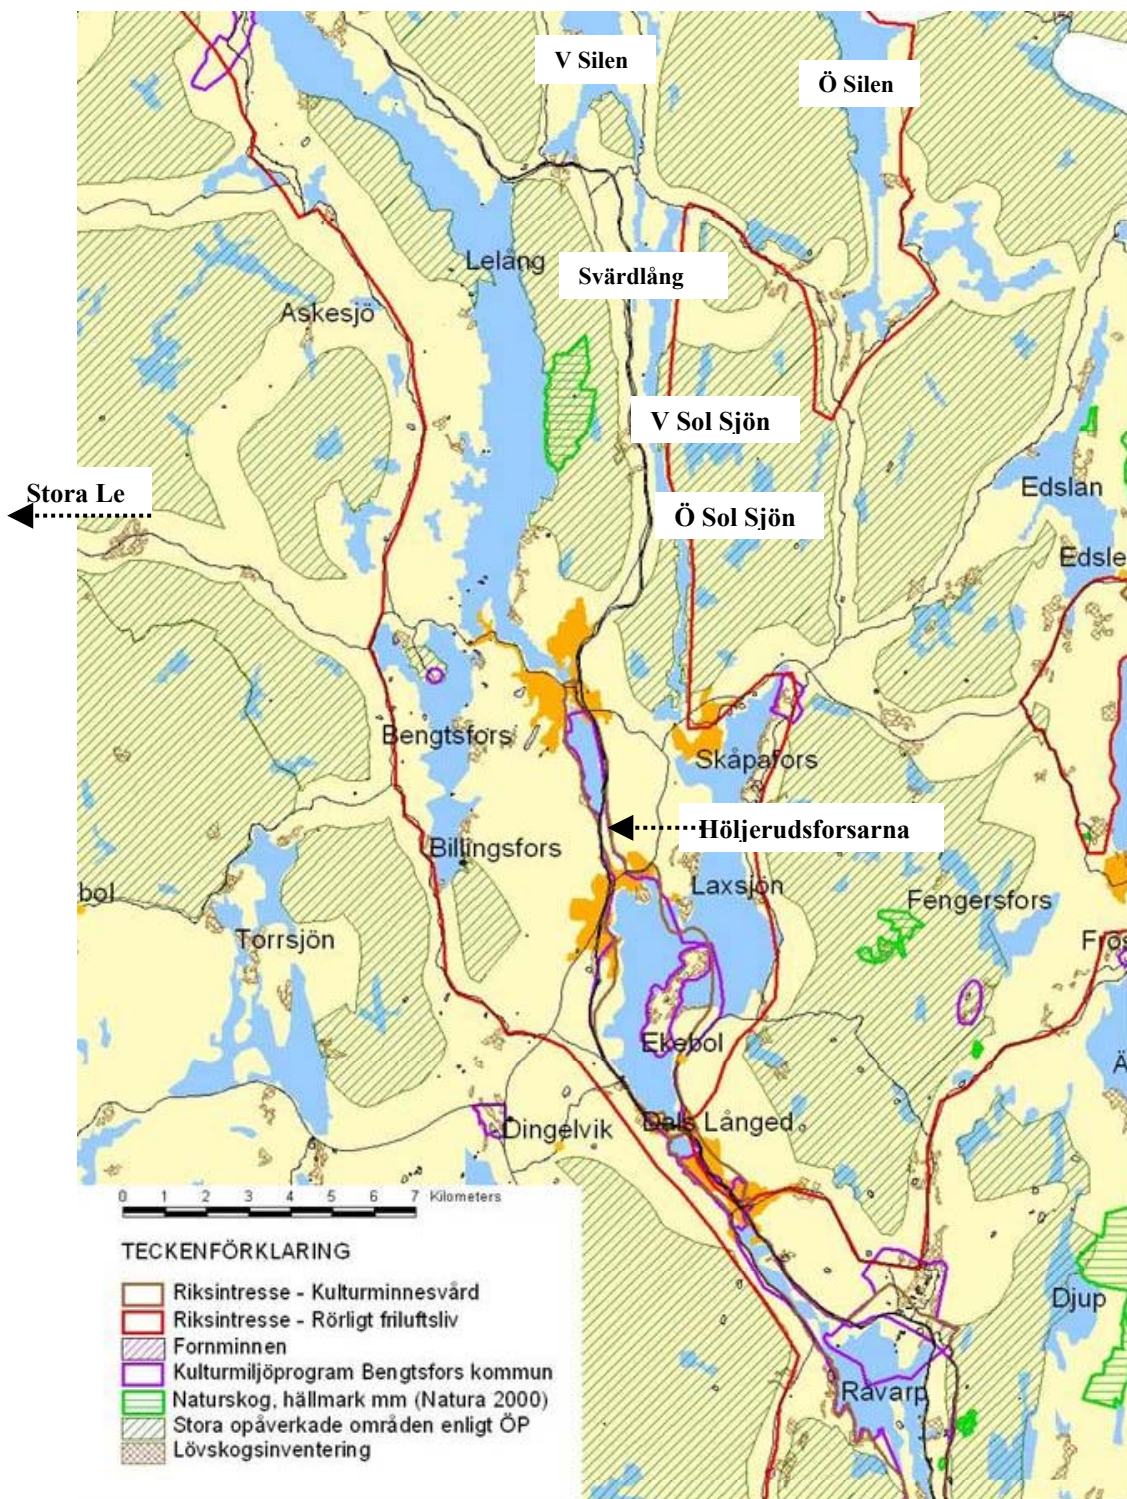 V Silen
Ö Silen
Lelång
Svärdlång
Askesjö
V Sol Sjön
Stora Le
Edslan
Ö Sol Sjön
Edsle
Bengtsfors
Skåpafors
Höljerudsforsarna
Billingsfors
Laxsjön
bol
Fengersfors
Torrsjön
Frös
Ekebol
Ä
Dals Långed
Dingelvik
0 1 2 3 4 5 6 7 Kilometers
TECKENFÖRKLARING
Riksintresse - Kulturminnesvård
Riksintresse - Rörligt friluftsliv
Djup
Fornminnen
Kulturmiljöprogram Bengtsfors kommun
Råvarp
Naturskog, hällmark mm (Natura 2000)
Stora opåverkade områden enligt ÖP
Lövskogsinventering